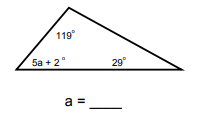 119°
5a + 2 ° 29°
a = ____